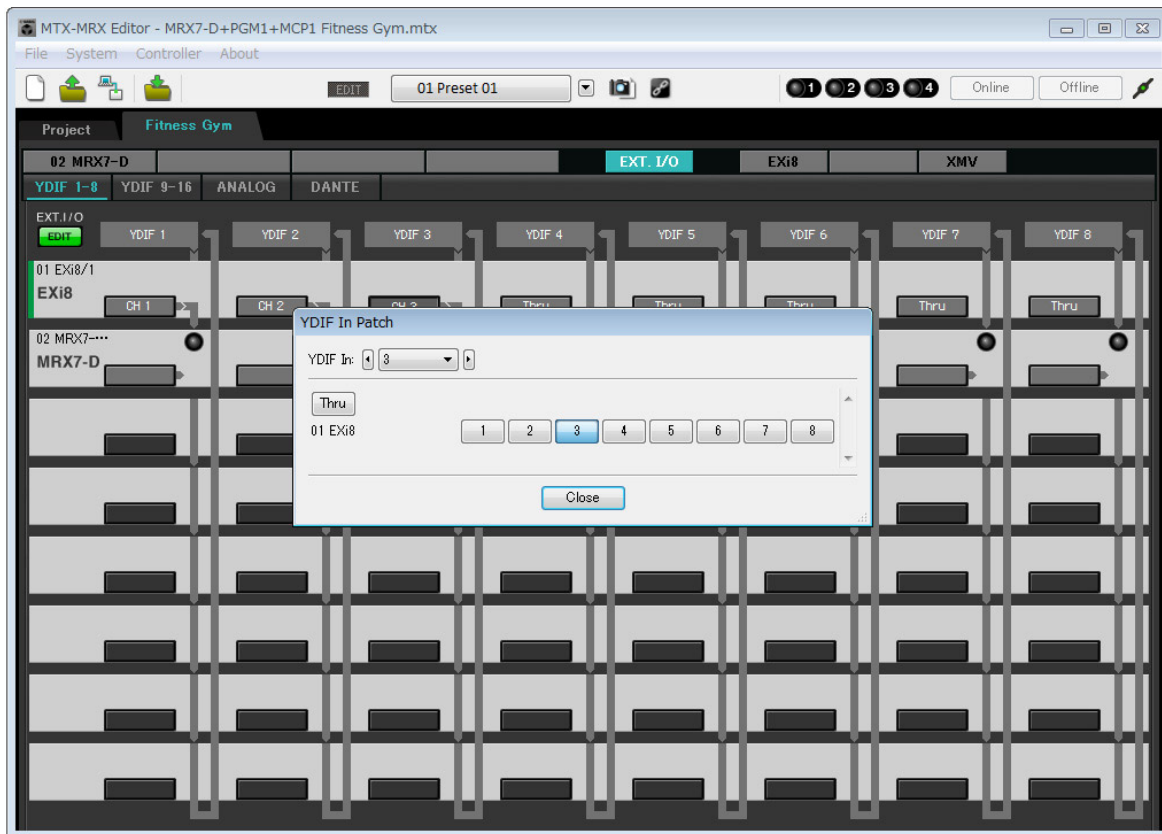 MTX-MRX Editor - MRX7-D+PGM1+MCP1 Fitness Gym.mtx
File System Controller About
EDIT 01 Preset 01 1 2 3 4 Online Offline
Project Fitness Gym
02 MRX7-D EXT. I/O EXi8 XMV
YDIF 1-8 YDIF 9-16 ANALOG DANTE
EXT.I/O
EDIT YDIF 1 YDIF 2 YDIF 3 YDIF 4 YDIF 5 YDIF 6 YDIF 7 YDIF 8
01 EXi8/1
EXi8
CH 1 CH 2 CH 3 Thru Thru Thru Thru Thru
YDIF In Patch
02 MRX7-···
MRX7-D
YDIF In: 3
Thru
01 EXi8 1 2 3 4 5 6 7 8
Close